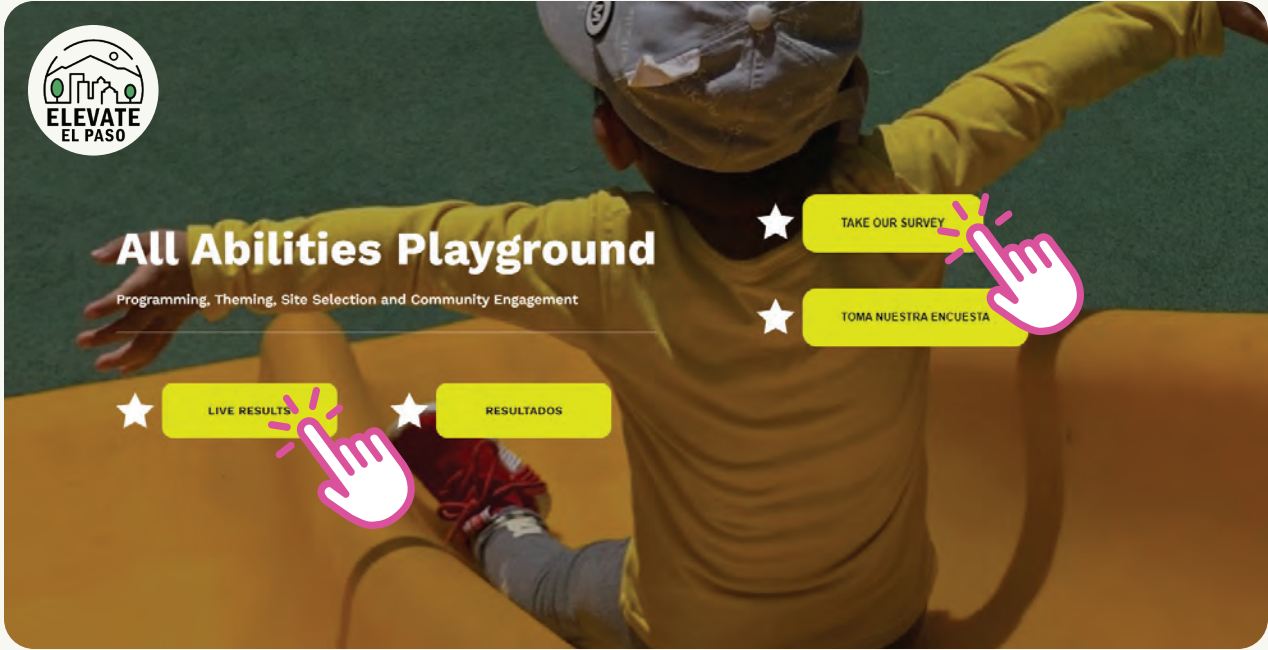 ELEVATE
EL PASO
All Abilities Playground
Programming, Theming, Site Selection and Community Engagement
LIVE RESULTS
RESULTADOS
TAKE OUR SURVEY
TOMA NUESTRA ENCUESTA